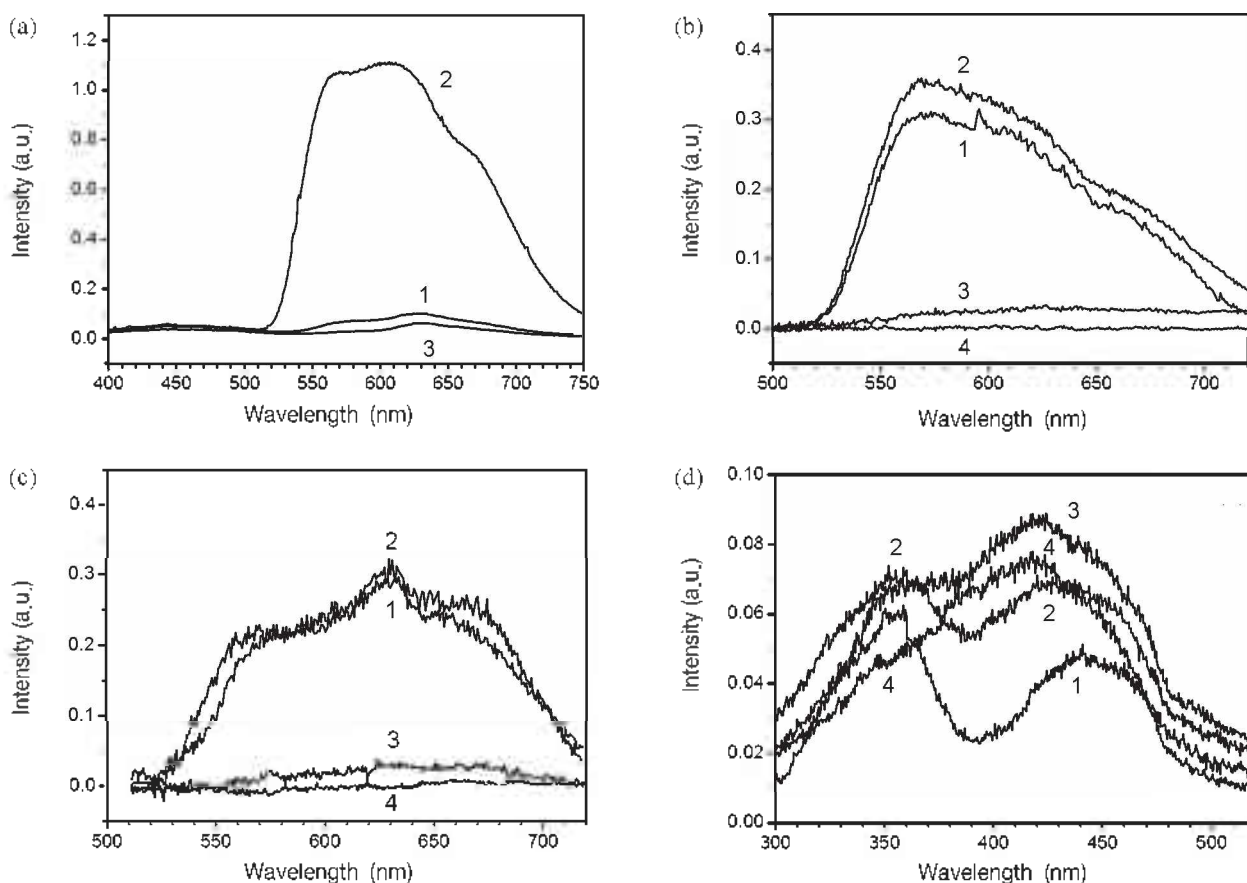 (a)
1.2
1.0
0.8
0.6
0.4
0.2
0.0
Intensity (a.u.)
2
1
3
400 450 500 550 600 650 700 750
Wavelength (nm)
(b)
0.4
0.3
0.2
0.1
0.0
Intensity (a.u.)
2
1
3
4
500 550 600 650 700
Wavelength (nm)
(c)
0.4
0.3
0.2
0.1
0.0
Intensity (a.u.)
2
1
3
4
500 550 600 650 700
Wavelength (nm)
(d)
0.10
0.08
0.06
0.04
0.02
0.00
Intensity (a.u.)
3
2
4
2
4
1
300 350 400 450 500
Wavelength (nm)